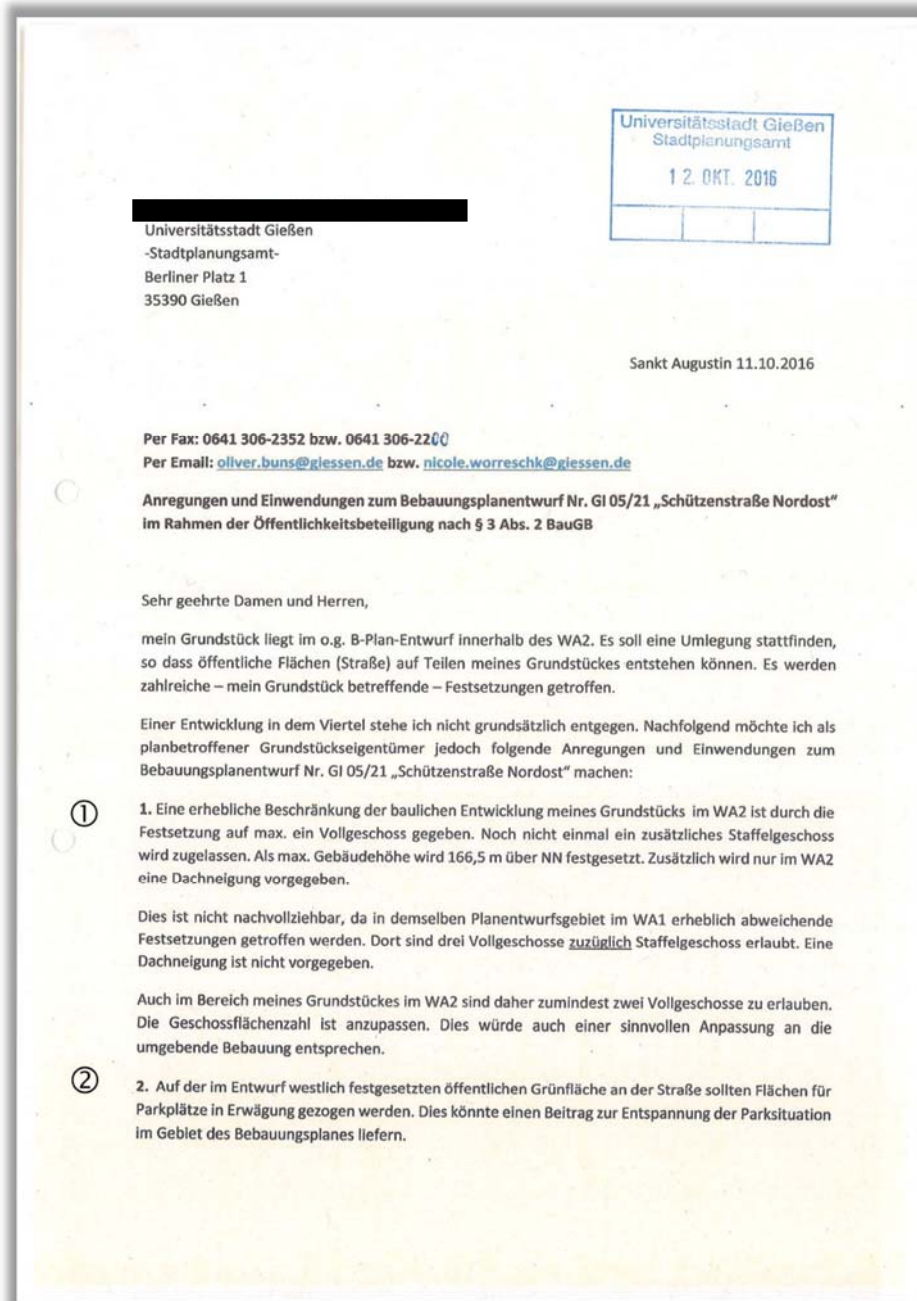 Universitätsstadt Gießen
Stadtplanungsamt
12. OKT. 2016
Universitätsstadt Gießen
-Stadtplanungsamt-
Berliner Platz 1
35390 Gießen
Sankt Augustin 11.10.2016
Per Fax: 0641 306-2352 bzw. 0641 306-2200
Per Email: oliver.buns@giessen.de bzw. nicole.worreschk@giessen.de
Anregungen und Einwendungen zum Bebauungsplanentwurf Nr. GI 05/21 „Schützenstraße Nordost“
im Rahmen der Öffentlichkeitsbeteiligung nach § 3 Abs. 2 BauGB
Sehr geehrte Damen und Herren,
mein Grundstück liegt im o.g. B-Plan-Entwurf innerhalb des WA2. Es soll eine Umlegung stattfinden,
so dass öffentliche Flächen (Straße) auf Teilen meines Grundstückes entstehen können. Es werden
zahlreiche – mein Grundstück betreffende – Festsetzungen getroffen.
Einer Entwicklung in dem Viertel stehe ich nicht grundsätzlich entgegen. Nachfolgend möchte ich als
planbetroffener Grundstückseigentümer jedoch folgende Anregungen und Einwendungen zum
Bebauungsplanentwurf Nr. GI 05/21 „Schützenstraße Nordost“ machen:
① 1. Eine erhebliche Beschränkung der baulichen Entwicklung meines Grundstücks im WA2 ist durch die
Festsetzung auf max. ein Vollgeschoss gegeben. Noch nicht einmal ein zusätzliches Staffelgeschoss
wird zugelassen. Als max. Gebäudehöhe wird 166,5 m über NN festgesetzt. Zusätzlich wird nur im WA2
eine Dachneigung vorgegeben.
Dies ist nicht nachvollziehbar, da in demselben Planentwurfsgebiet im WA1 erheblich abweichende
Festsetzungen getroffen werden. Dort sind drei Vollgeschosse zuzüglich Staffelgeschoss erlaubt. Eine
Dachneigung ist nicht vorgegeben.
Auch im Bereich meines Grundstückes im WA2 sind daher zumindest zwei Vollgeschosse zu erlauben.
Die Geschossflächenzahl ist anzupassen. Dies würde auch einer sinnvollen Anpassung an die
umgebende Bebauung entsprechen.
② 2. Auf der im Entwurf westlich festgesetzten öffentlichen Grünfläche an der Straße sollten Flächen für
Parkplätze in Erwägung gezogen werden. Dies könnte einen Beitrag zur Entspannung der Parksituation
im Gebiet des Bebauungsplanes liefern.